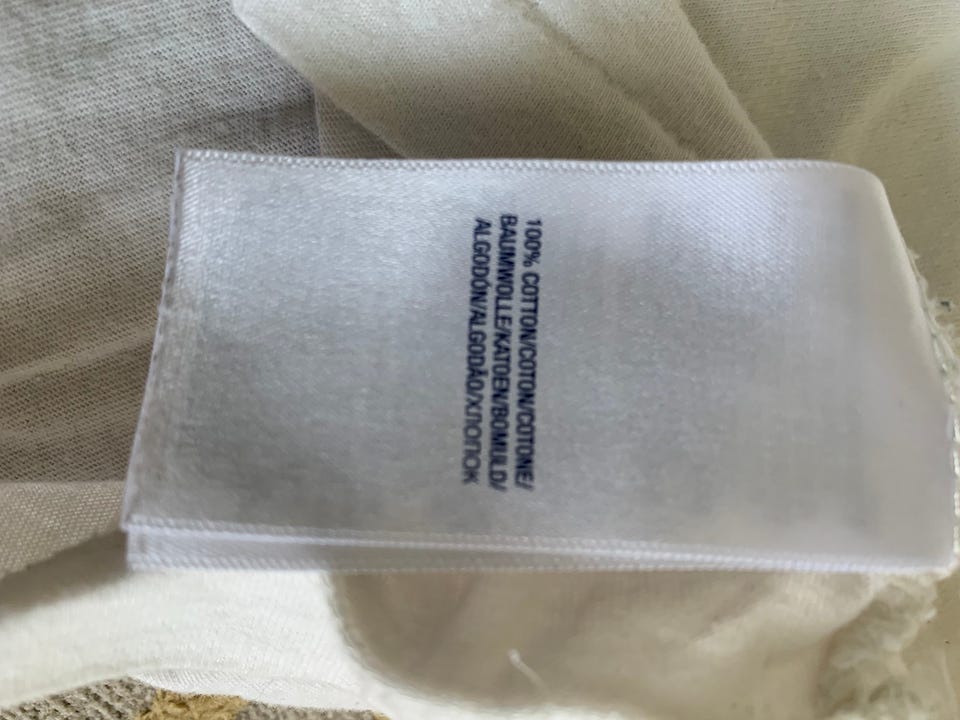 100% COTTON/COTON/COTONE/
BAUMWOLLE/KATOEN/BOMULD/
ALGODÓN/ALGODÃO/ХЛОПОК